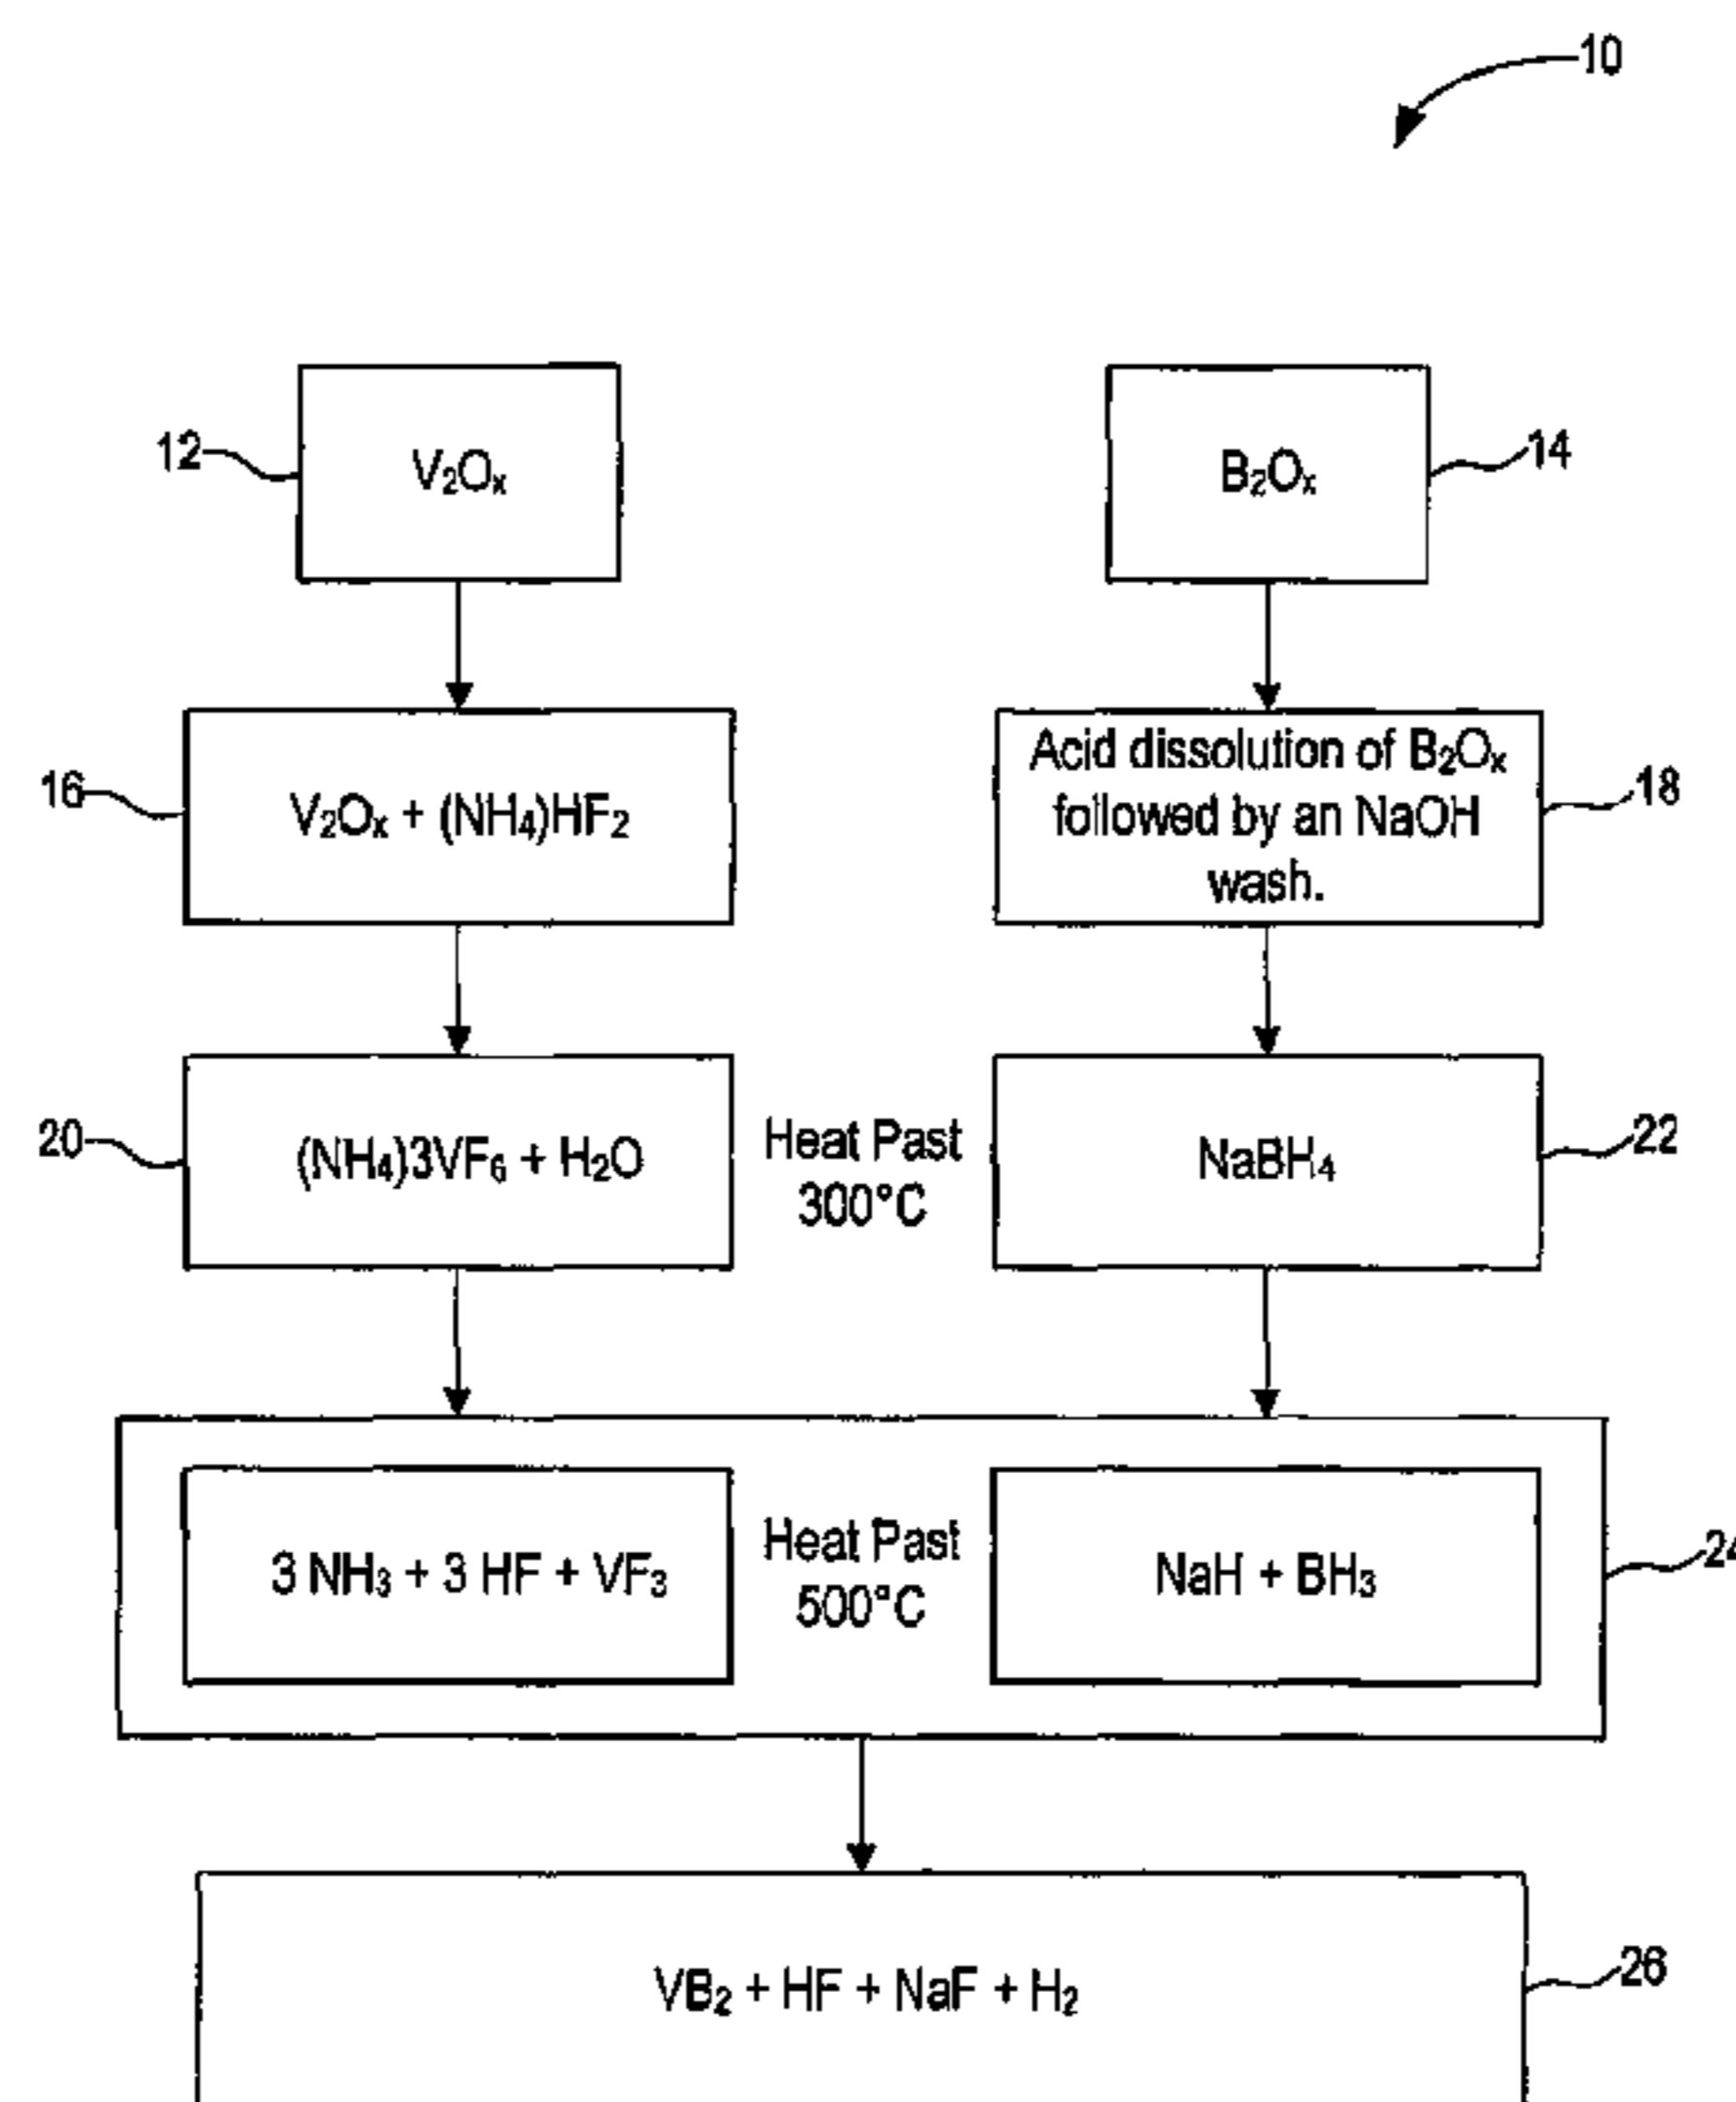 10
12
V₂Oₓ
B₂Oₓ
14
16
V₂Oₓ + (NH₄)HF₂
Acid dissolution of B₂Oₓ
followed by an NaOH
wash.
18
20
(NH₄)3VF₆ + H₂O
Heat Past
300°C
NaBH₄
22
3 NH₃ + 3 HF + VF₃
Heat Past
500°C
NaH + BH₃
24
VB₂ + HF + NaF + H₂
26